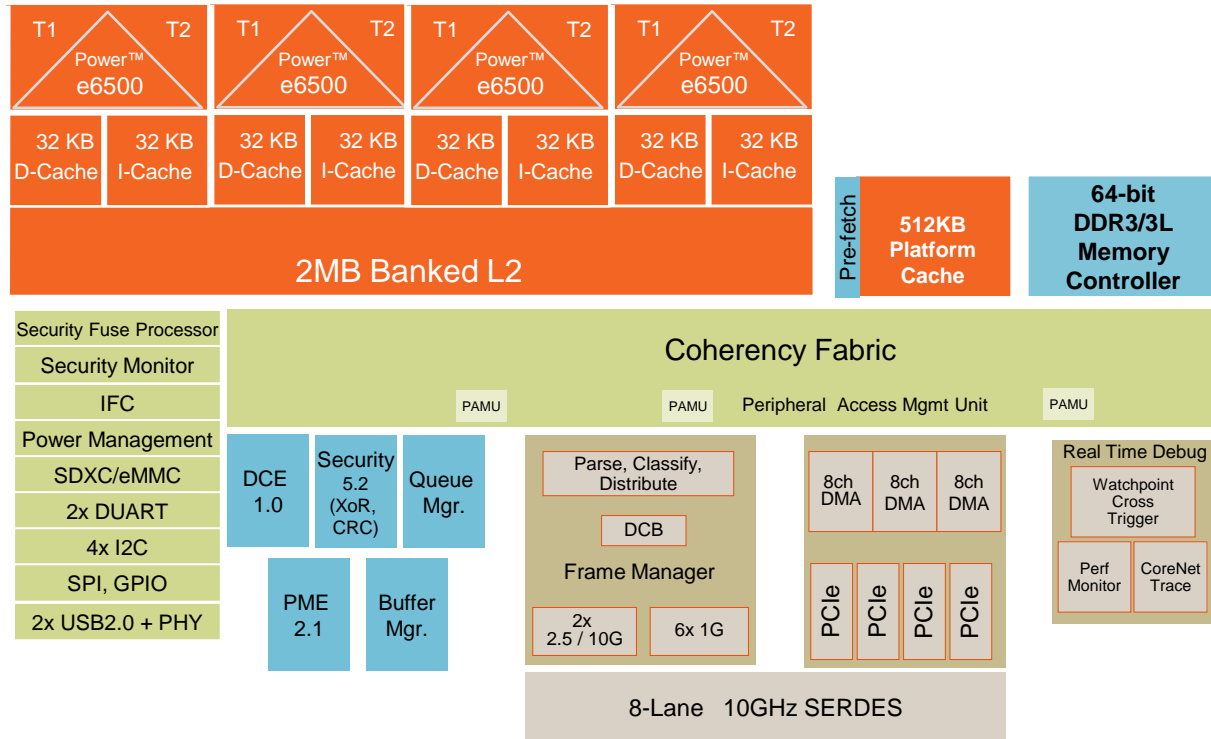 T1 T2
Power™
e6500
T1 T2
Power™
e6500
T1 T2
Power™
e6500
T1 T2
Power™
e6500
32 KB
D-Cache
32 KB
I-Cache
32 KB
D-Cache
32 KB
I-Cache
32 KB
D-Cache
32 KB
I-Cache
32 KB
D-Cache
32 KB
I-Cache
2MB Banked L2
Pre-fetch
512KB
Platform
Cache
64-bit
DDR3/3L
Memory
Controller
Security Fuse Processor
Security Monitor
IFC
Power Management
SDXC/eMMC
2x DUART
4x I2C
SPI, GPIO
2x USB2.0 + PHY
Coherency Fabric
PAMU
PAMU
Peripheral Access Mgmt Unit
PAMU
DCE
1.0
Security
5.2
(XoR,
CRC)
Queue
Mgr.
PME
2.1
Buffer
Mgr.
Parse, Classify,
Distribute
DCB
Frame Manager
2x
2.5 / 10G
6x 1G
8ch
DMA
8ch
DMA
8ch
DMA
PCIe
PCIe
PCIe
PCIe
Real Time Debug
Watchpoint
Cross
Trigger
Perf
Monitor
CoreNet
Trace
8-Lane 10GHz SERDES